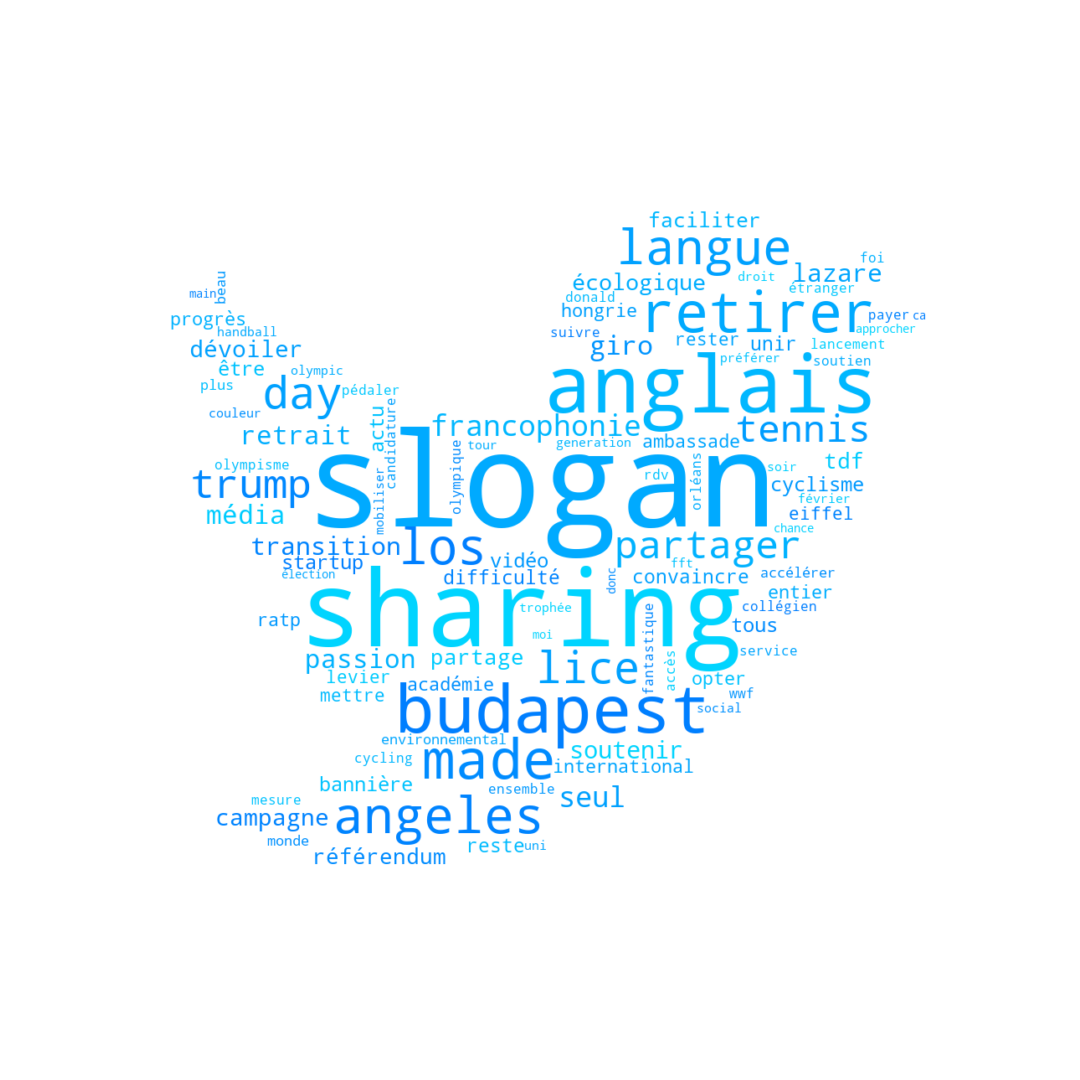 faciliter
langue
foi
lazare
écologique
droit
étranger
main
beau
donald
retirer
hongrie
payer
ca
progrès
handball
suivre
approcher
giro
rester
unir
lancement
dévoiler
préférer
soutien
être
olympic
anglais
plus
day
pédaler
couleur
actu
candidature
francophonie
tennis
retrait
ambassade
generation
tour
slogan
olympisme
olympique
orléans
tdf
soir
trump
mobiliser
rdv
cyclisme
février
média
eiffel
chance
transition
los
partager
startup
vidéo
fft
élection
difficulté
donc
convaincre
accélérer
entier
sharing
trophée
collégien
ratp
moi
fantastique
tous
passion
partage
lice
accès
service
levier
académie
opter
mettre
wwf
budapest
social
environnemental
made
soutenir
cycling
international
bannière
ensemble
seul
mesure
angeles
campagne
monde
reste
uni
référendum